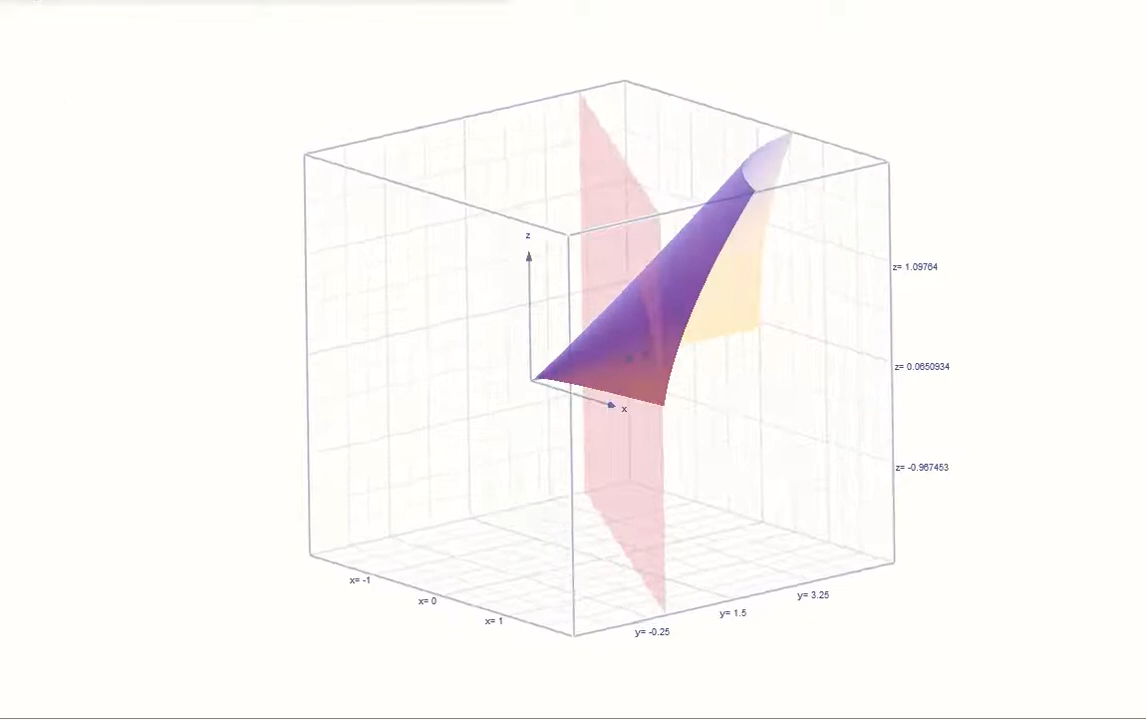 z
z= 1.09764
z= 0.0650934
x
z= -0.967453
x= -1
y= 3.25
x= 0
y= 1.5
x= 1
y= -0.25